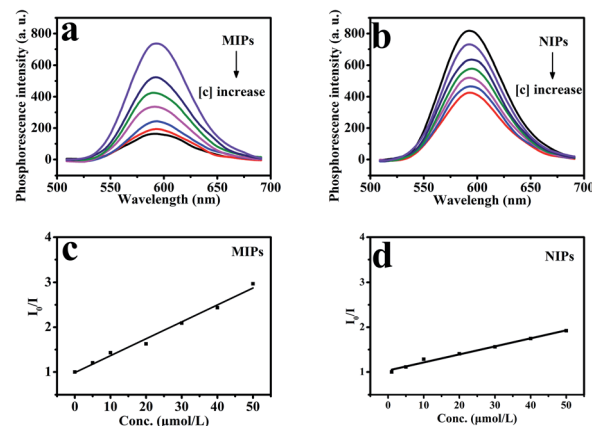 a
MIPs
[c] increase
Phosphorescence intensity (a. u.)
800
600
400
200
0
500 550 600 650 700
Wavelength (nm)
b
NIPs
[c] increase
Phosphorescence intensity (a. u.)
800
600
400
200
0
500 550 600 650 700
Wavelength (nm)
c
MIPs
I0/I
4
3
2
1
0 10 20 30 40 50
Conc. (μmol/L)
d
NIPs
I0/I
4
3
2
1
0 10 20 30 40 50
Conc. (μmol/L)